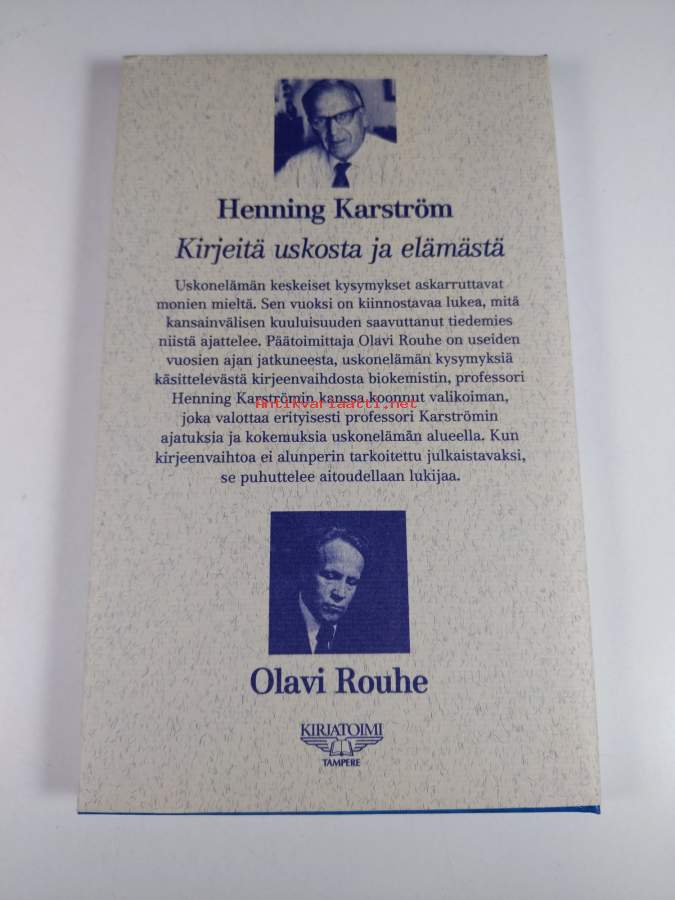 Henning Karström
Kirjeitä uskosta ja elämästä
Uskonelämän keskeiset kysymykset askarruttavat
monien mieltä. Sen vuoksi on kiinnostavaa lukea, mitä
kansainvälisen kuuluisuuden saavuttanut tiedemies
niistä ajattelee. Päätoimittaja Olavi Rouhe on useiden
vuosien ajan jatkuneesta, uskonelämän kysymyksiä
käsittelevästä kirjeenvaihdosta biokemistin, professori
Henning Karströmin kanssa koonnut valikoiman,
Antikvariaatti.net
joka valottaa erityisesti professori Karströmin
ajatuksia ja kokemuksia uskonelämän alueella. Kun
kirjeenvaihtoa ei alunperin tarkoitettu julkaistavaksi,
se puhuttelee aitoudellaan lukijaa.
Olavi Rouhe
KIRJATOIMI
TAMPERE